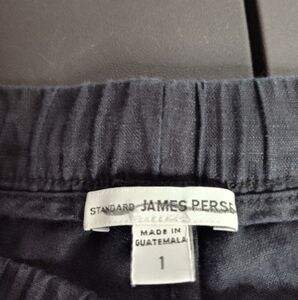 STANDARD JAMES PERSE
MADE IN
GUATEMALA
1